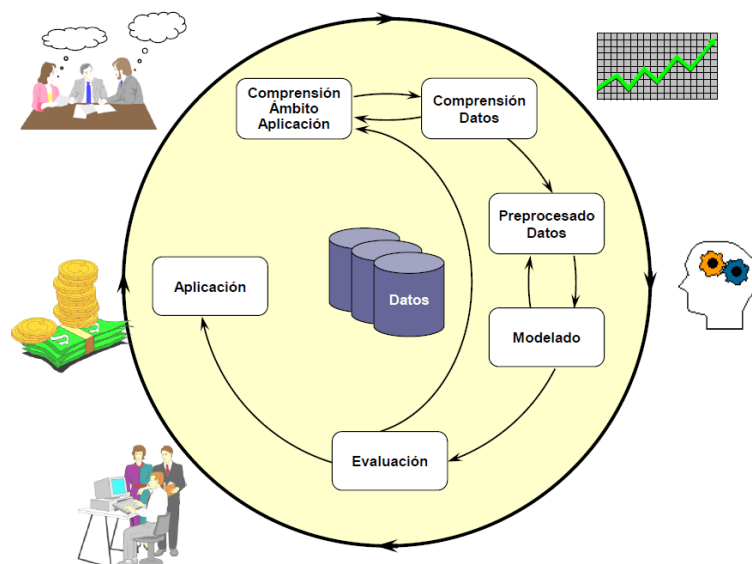 Comprensión
Ámbito
Aplicación
Comprensión
Datos
Preprocesado
Datos
Aplicación
Datos
Modelado
Evaluación